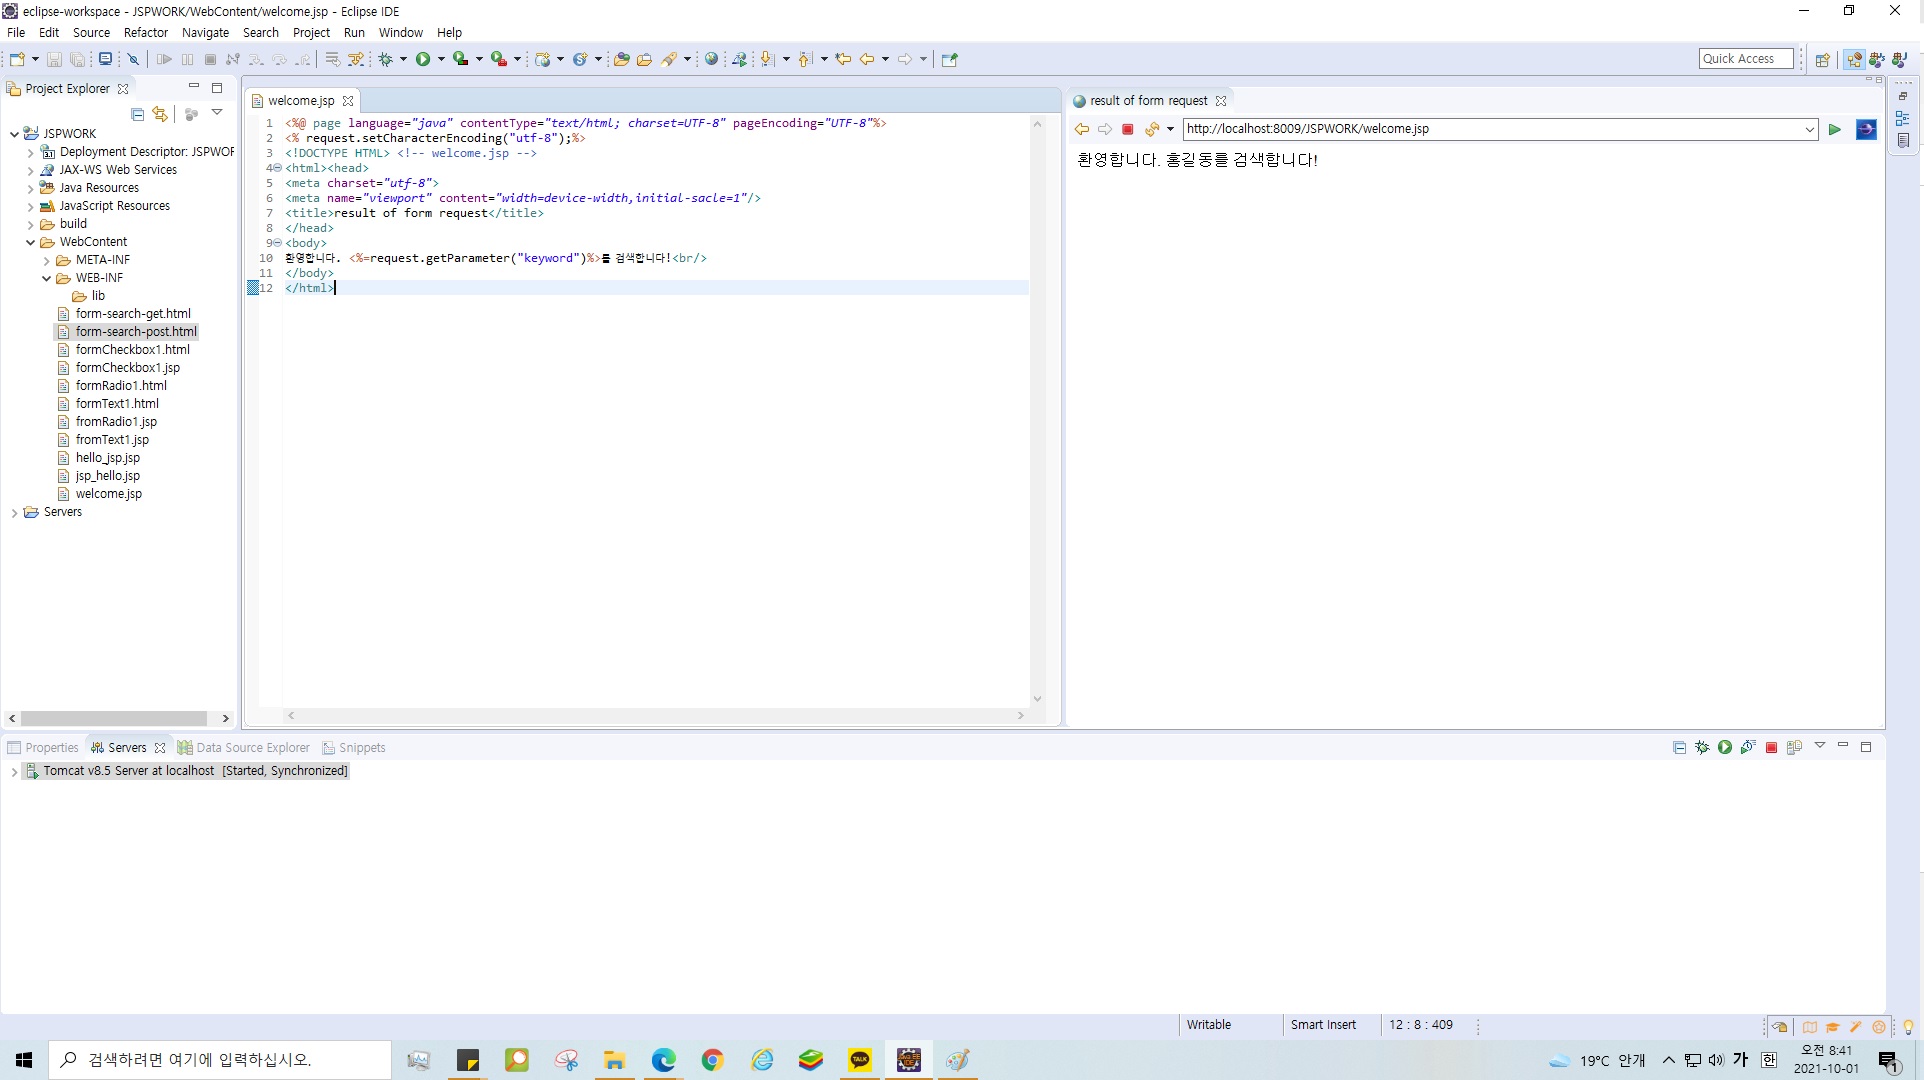 eclipse-workspace - JSPWORK/WebContent/welcome.jsp - Eclipse IDE
File Edit Source Refactor Navigate Search Project Run Window Help
Quick Access
Project Explorer
JSPWORK
Deployment Descriptor: JSPWOR
JAX-WS Web Services
Java Resources
JavaScript Resources
build
WebContent
META-INF
WEB-INF
lib
form-search-get.html
form-search-post.html
formCheckbox1.html
formCheckbox1.jsp
formRadio1.html
formText1.html
fromRadio1.jsp
fromText1.jsp
hello_jsp.jsp
jsp_hello.jsp
welcome.jsp
Servers
welcome.jsp
1 <%@ page language="java" contentType="text/html; charset=UTF-8" pageEncoding="UTF-8"%>
2 <% request.setCharacterEncoding("utf-8");%>
3 <!DOCTYPE HTML> <!-- welcome.jsp -->
4 <html><head>
5 <meta charset="utf-8">
6 <meta name="viewport" content="width=device-width,initial-sacle=1"/>
7 <title>result of form request</title>
8 </head>
9 <body>
10 환영합니다. <%=request.getParameter("keyword")%>를 검색합니다!<br/>
11 </body>
12 </html>
result of form request
http://localhost:8009/JSPWORK/welcome.jsp
환영합니다. 홍길동를 검색합니다!
Properties Servers Data Source Explorer Snippets
Tomcat v8.5 Server at localhost [Started, Synchronized]
Writable Smart Insert 12 : 8 : 409
검색하려면 여기에 입력하십시오.
TALK
19°C 안개
가
한
오전 8:41
2021-10-01
1